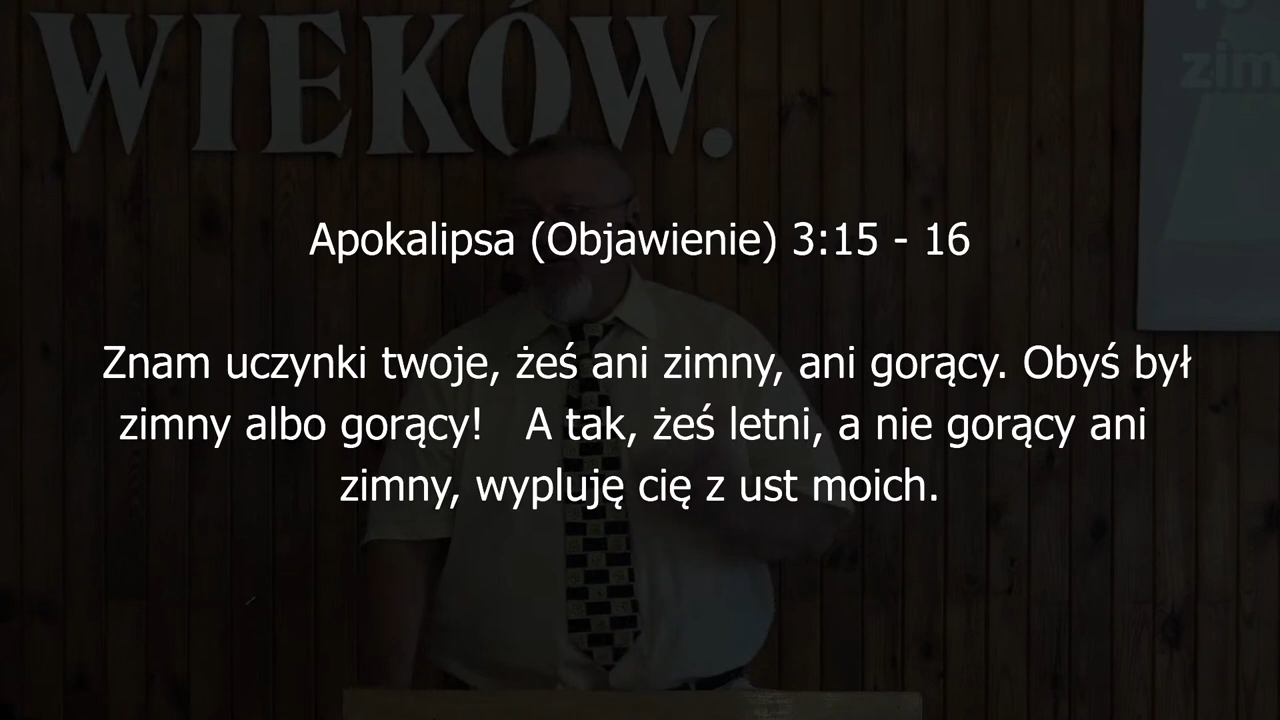 WIEKÓW.
zim
Apokalipsa (Objawienie) 3:15 - 16
Znam uczynki twoje, żeś ani zimny, ani gorący. Obyś był
zimny albo gorący! A tak, żeś letni, a nie gorący ani
zimny, wypluję cię z ust moich.